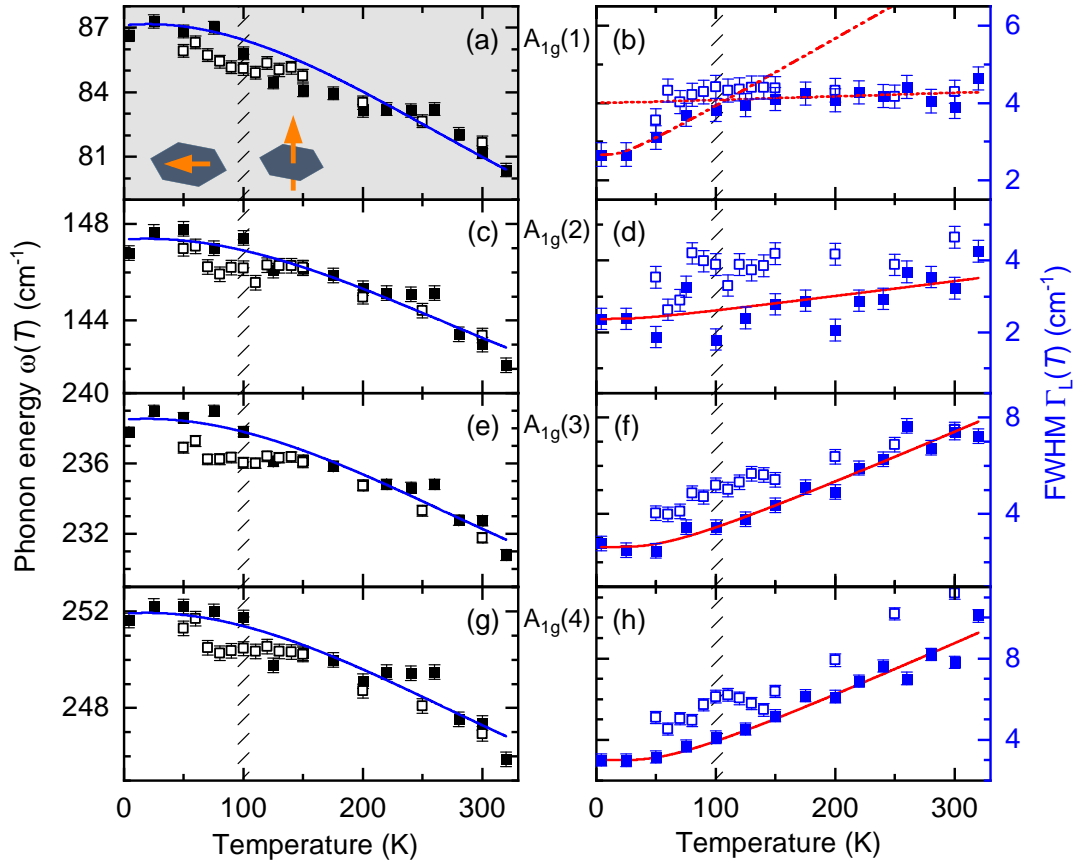 87
84
81
(a)
A1g(1)
(b)
6
4
2
148
144
240
(c)
A1g(2)
(d)
4
2
236
232
(e)
A1g(3)
(f)
8
4
252
248
(g)
A1g(4)
(h)
8
4
0 100 200 300
0 100 200 300
Temperature (K)
Temperature (K)
Phonon energy ω(T) (cm⁻¹)
FWHM ΓL(T) (cm⁻¹)